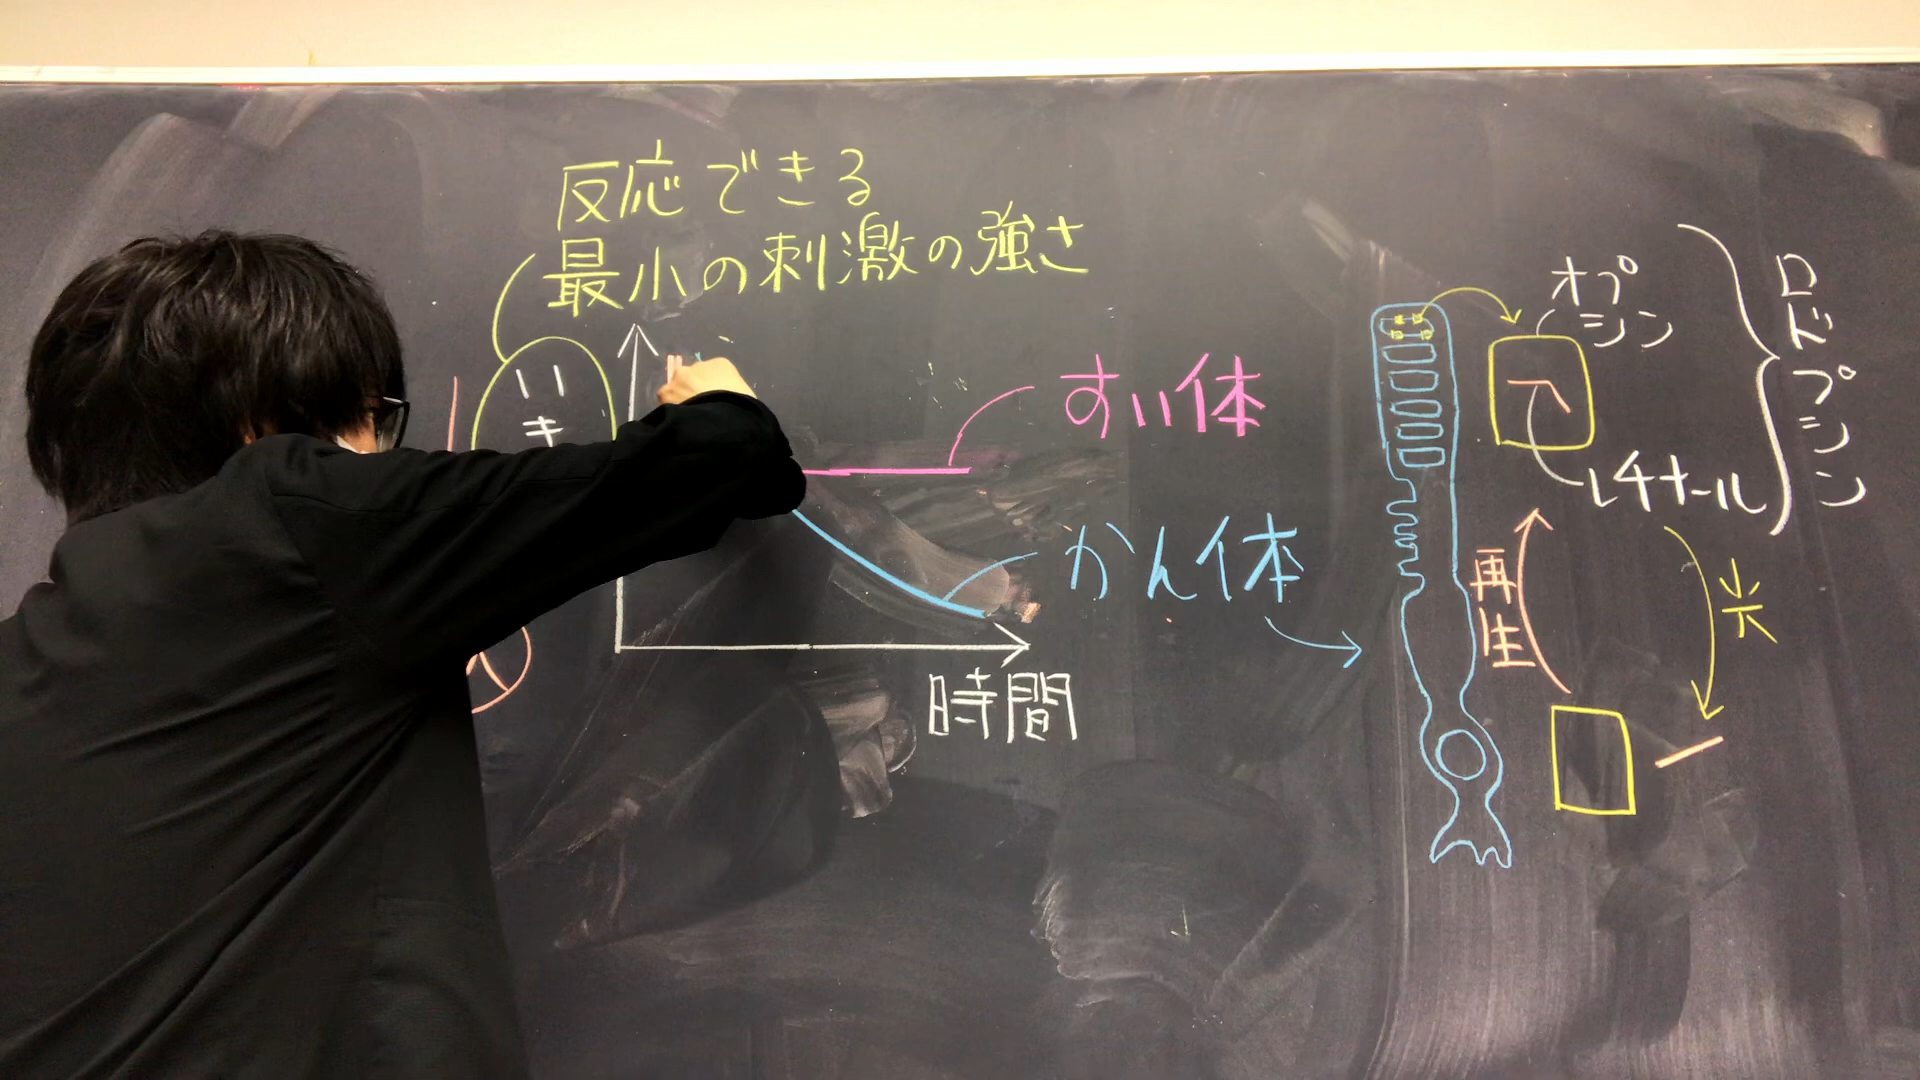 反応できる
最小の刺激の強さ
いき
すい体
かん体
時間
オプシン
レチナール
ロドプシン
再生
光